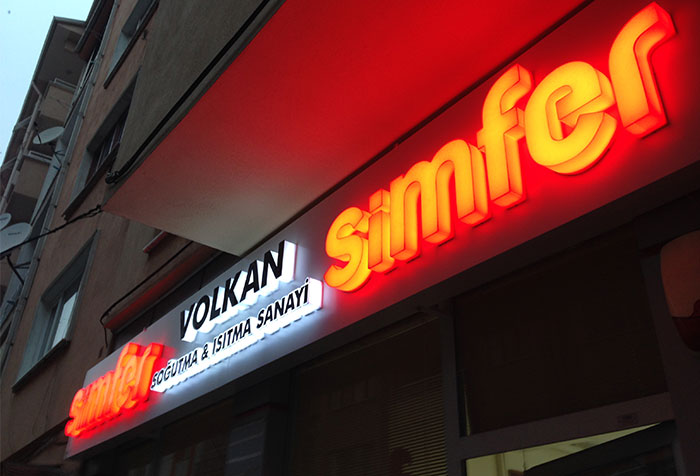 simfer
VOLKAN
SOĞUTMA & ISITMA SANAYİ
simfer